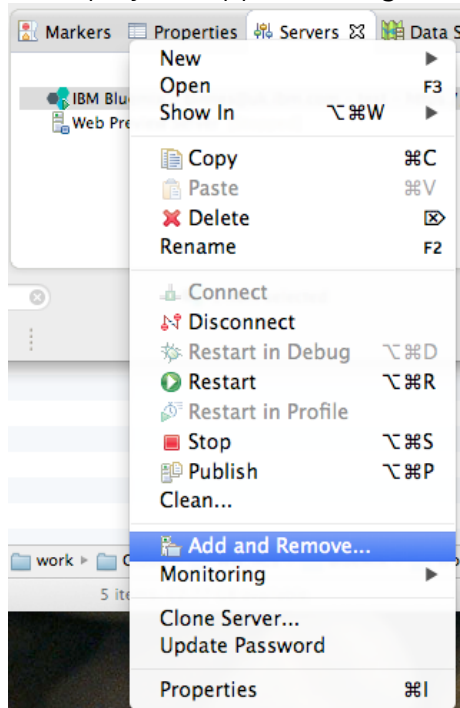 Markers Properties Servers Data S
New
Open F3
Show In ⌥⌘W
IBM Blu
Web Pre
Copy ⌘C
Paste ⌘V
Delete ⌦
Rename F2
Connect
Disconnect
Restart in Debug ⌥⌘D
Restart ⌥⌘R
Restart in Profile
Stop ⌥⌘S
Publish ⌥⌘P
Clean...
Add and Remove...
work
Monitoring
5 ite
Clone Server...
Update Password
Properties ⌘I